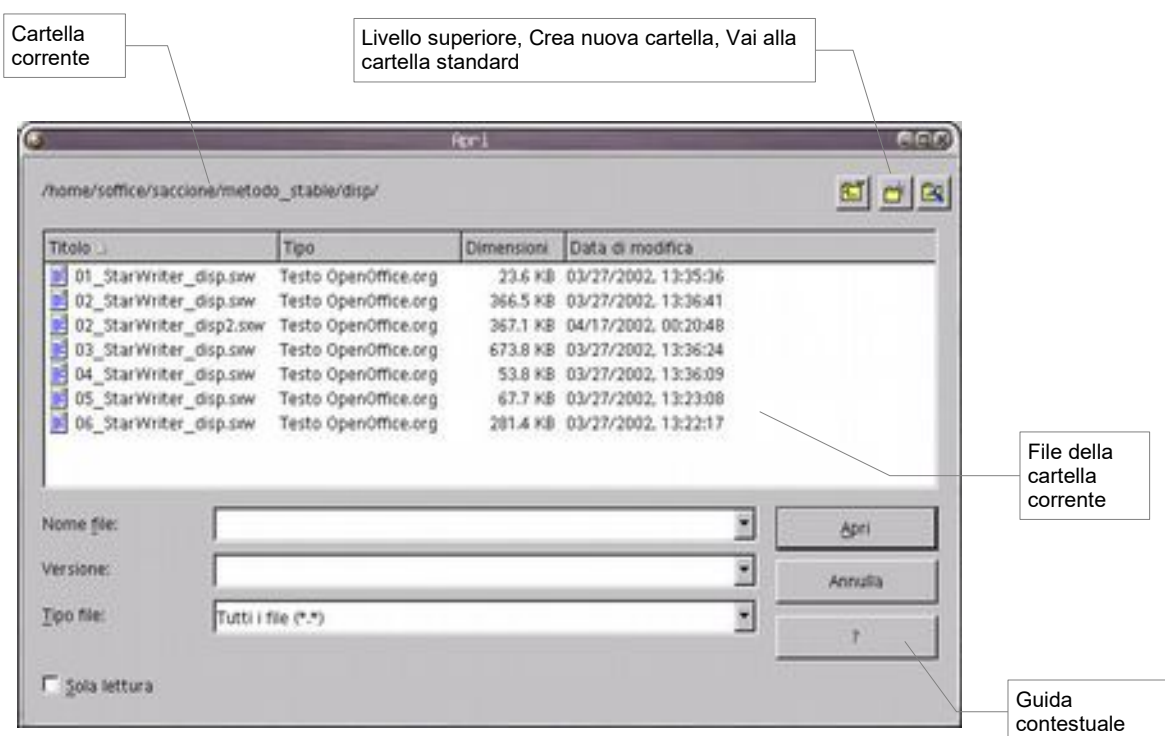 Cartella
corrente
Livello superiore, Crea nuova cartella, Vai alla
cartella standard
Apri
/home/soffice/saccione/metodo_stable/disp/
Titolo Tipo Dimensioni Data di modifica
01_StarWriter_disp.sxw Testo OpenOffice.org 23.6 KB 03/27/2002, 13:35:36
02_StarWriter_disp.sxw Testo OpenOffice.org 366.5 KB 03/27/2002, 13:36:41
02_StarWriter_disp2.sxw Testo OpenOffice.org 367.1 KB 04/17/2002, 00:20:48
03_StarWriter_disp.sxw Testo OpenOffice.org 673.8 KB 03/27/2002, 13:36:24
04_StarWriter_disp.sxw Testo OpenOffice.org 53.8 KB 03/27/2002, 13:36:09
05_StarWriter_disp.sxw Testo OpenOffice.org 67.7 KB 03/27/2002, 13:23:08
06_StarWriter_disp.sxw Testo OpenOffice.org 281.4 KB 03/27/2002, 13:22:17
File della
cartella
corrente
Nome file:
Apri
Versione:
Annulla
Tipo file: Tutti i file (*.*)
?
Sola lettura
Guida
contestuale